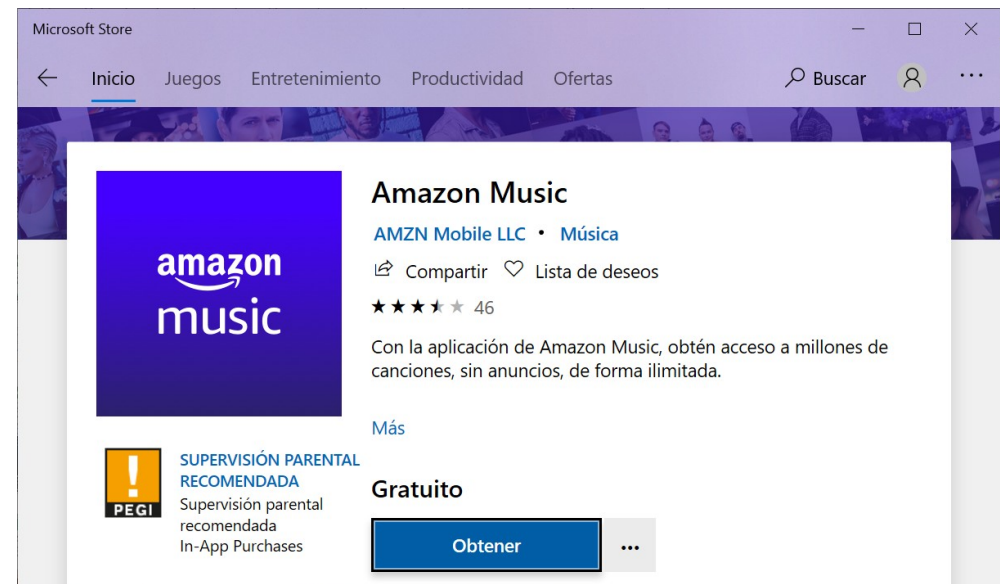 Microsoft Store
Inicio Juegos Entretenimiento Productividad Ofertas Buscar
amazon
music
Amazon Music
AMZN Mobile LLC • Música
Compartir Lista de deseos
46
Con la aplicación de Amazon Music, obtén acceso a millones de
canciones, sin anuncios, de forma ilimitada.
Más
PEGI
SUPERVISIÓN PARENTAL
RECOMENDADA
Supervisión parental
recomendada
In-App Purchases
Gratuito
Obtener